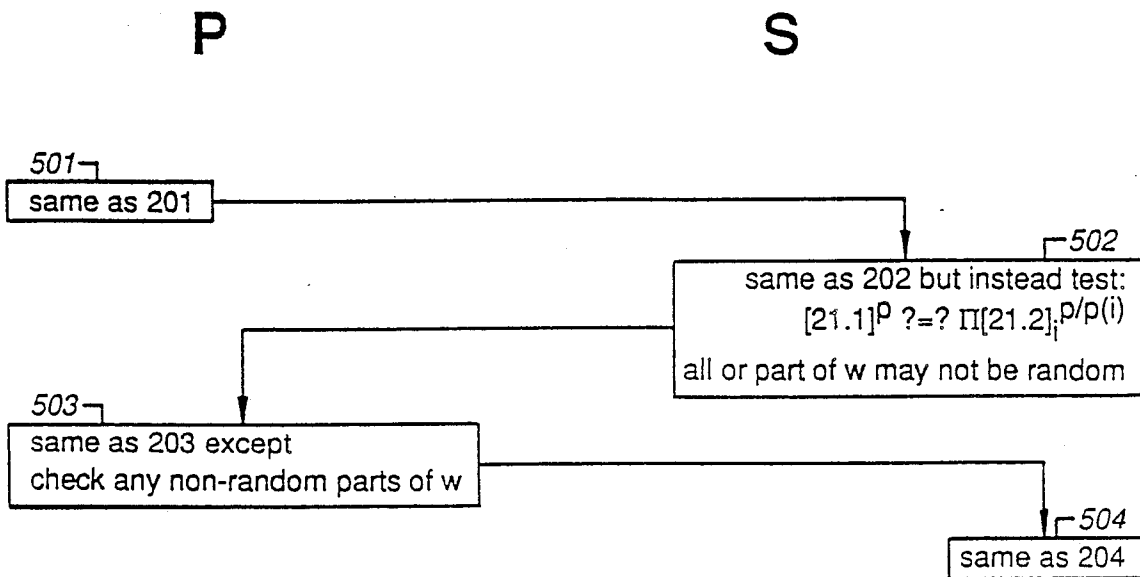 P
S
501
same as 201
502
same as 202 but instead test:
[21.1]^p ?=? Π[21.2]_i^p/p(i)
all or part of w may not be random
503
same as 203 except
check any non-random parts of w
504
same as 204